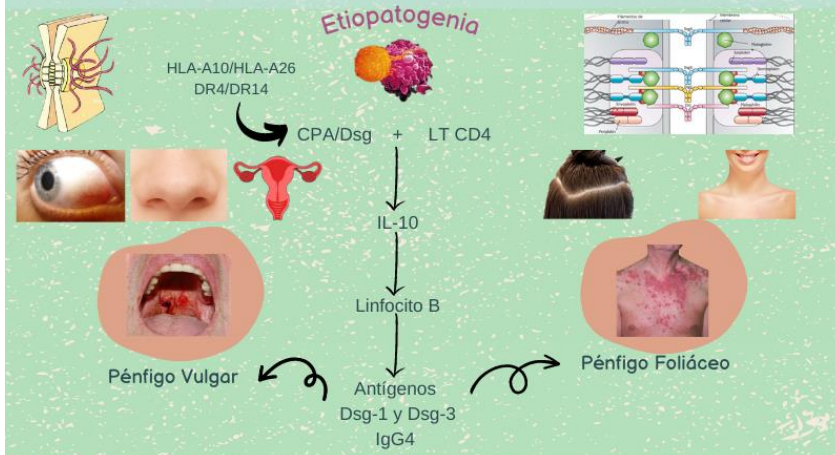 Etiopatogenia
HLA-A10/HLA-A26
DR4/DR14
CPA/Dsg + LT CD4
IL-10
Linfocito B
Antígenos
Dsg-1 y Dsg-3
IgG4
Pénfigo Vulgar
Pénfigo Foliáceo